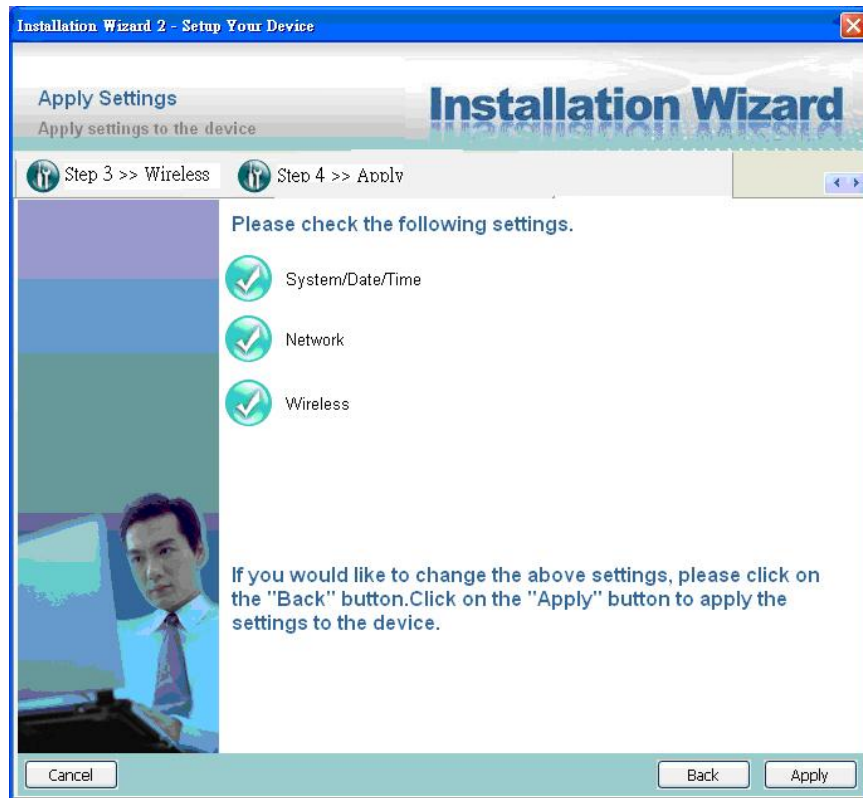 Installation Wizard 2 - Setup Your Device
Apply Settings
Apply settings to the device
Installation Wizard
Step 3 >> Wireless
Step 4 >> Apply
Please check the following settings.
System/Date/Time
Network
Wireless
If you would like to change the above settings, please click on
the "Back" button.Click on the "Apply" button to apply the
settings to the device.
Cancel
Back
Apply